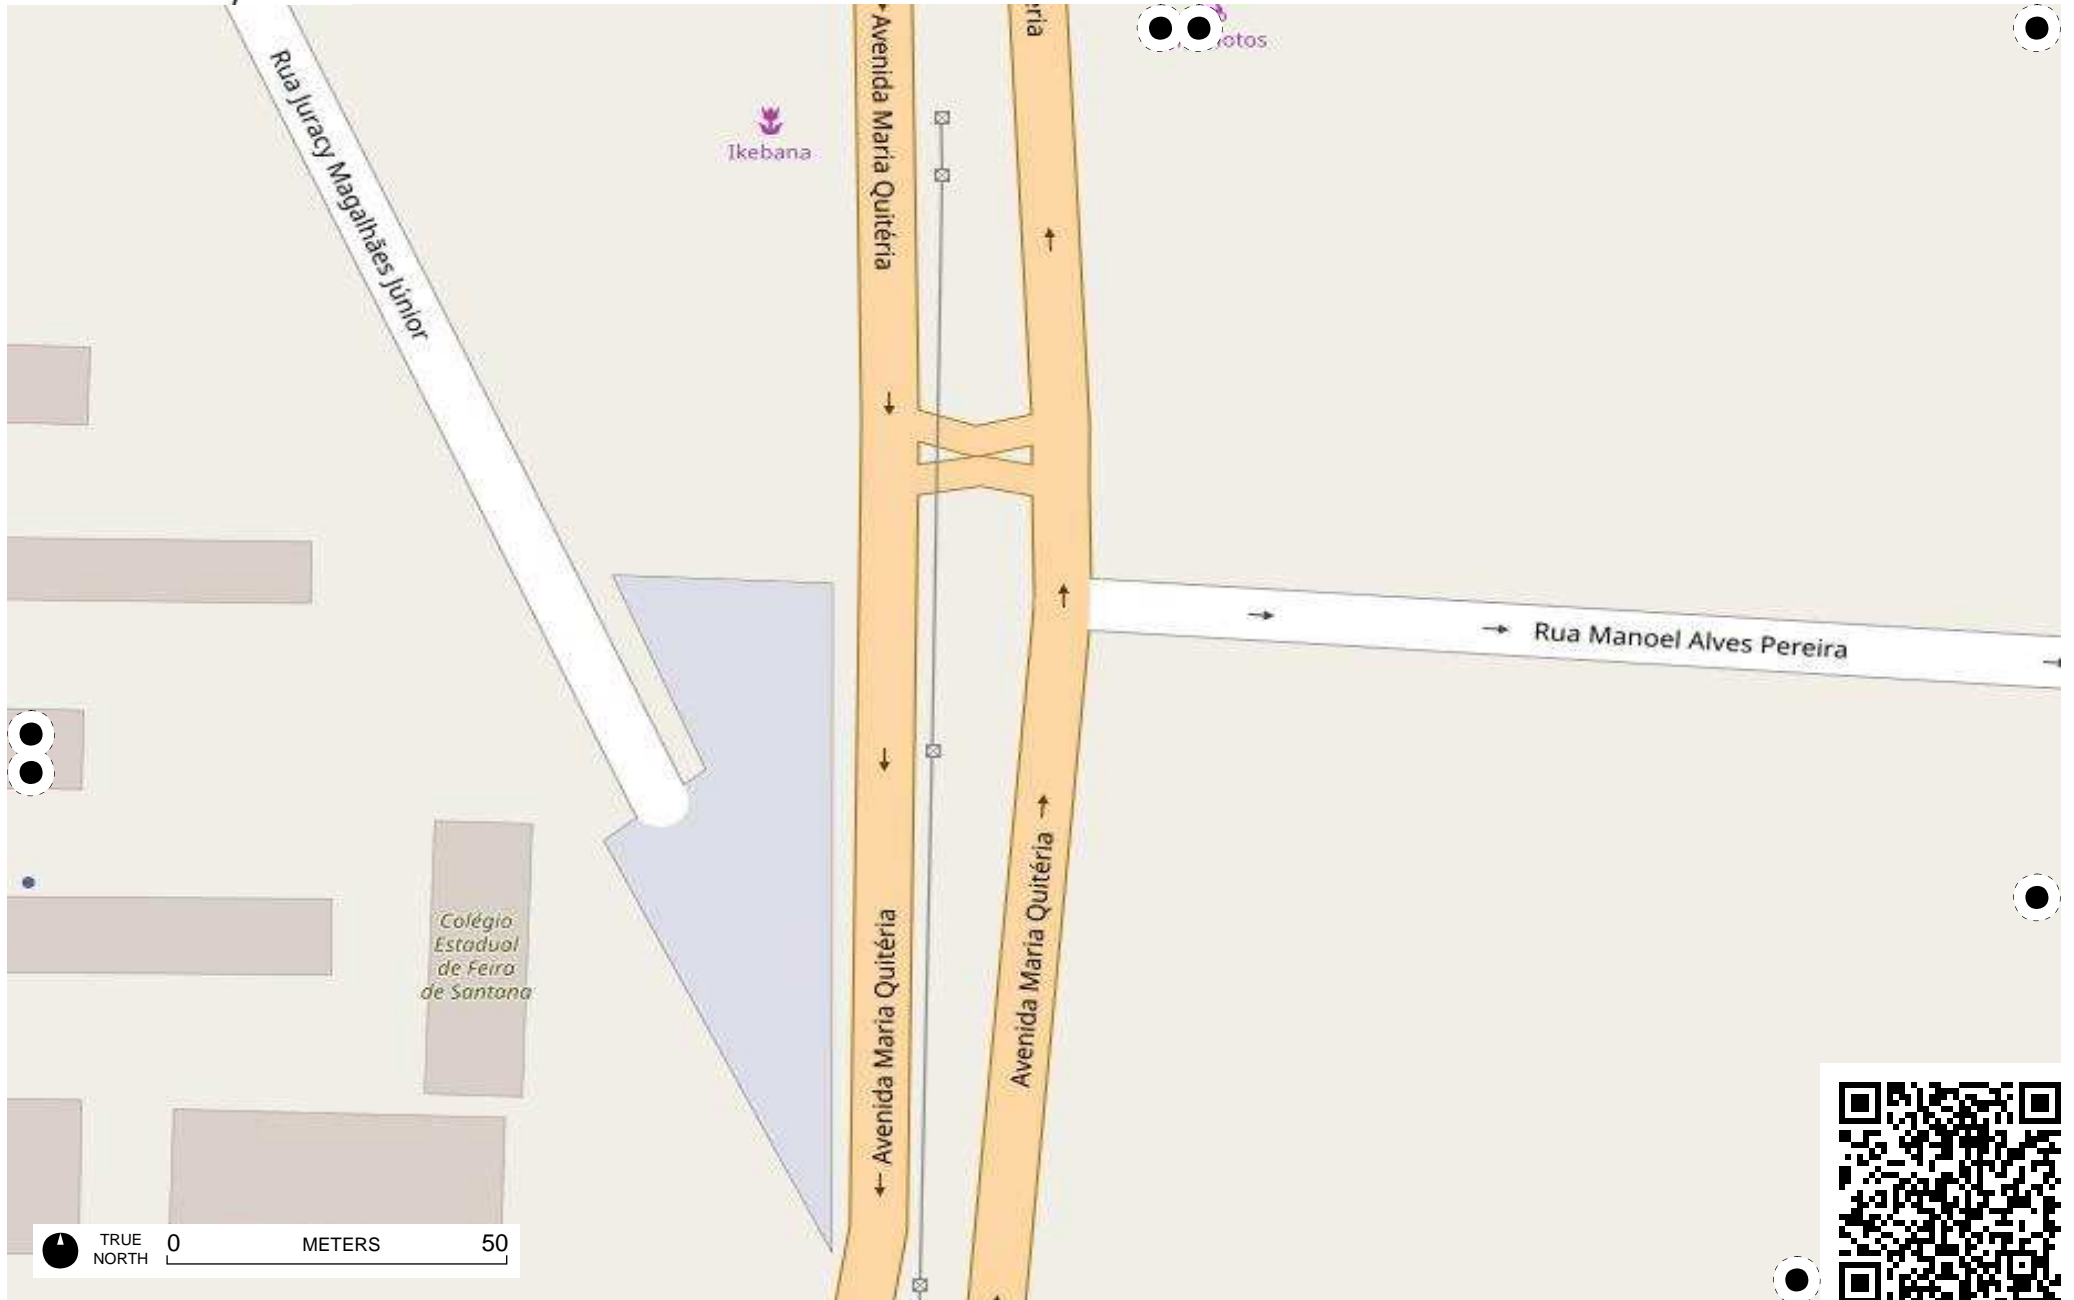 Rua Juracy Magalhães Júnior
Ikebana
Avenida Maria Quitéria
Rua Manoel Alves Pereira
Avenida Maria Quitéria
Avenida Maria Quitéria
Colégio
Estadual
de Feira
de Santana
TRUE
NORTH
0 METERS 50